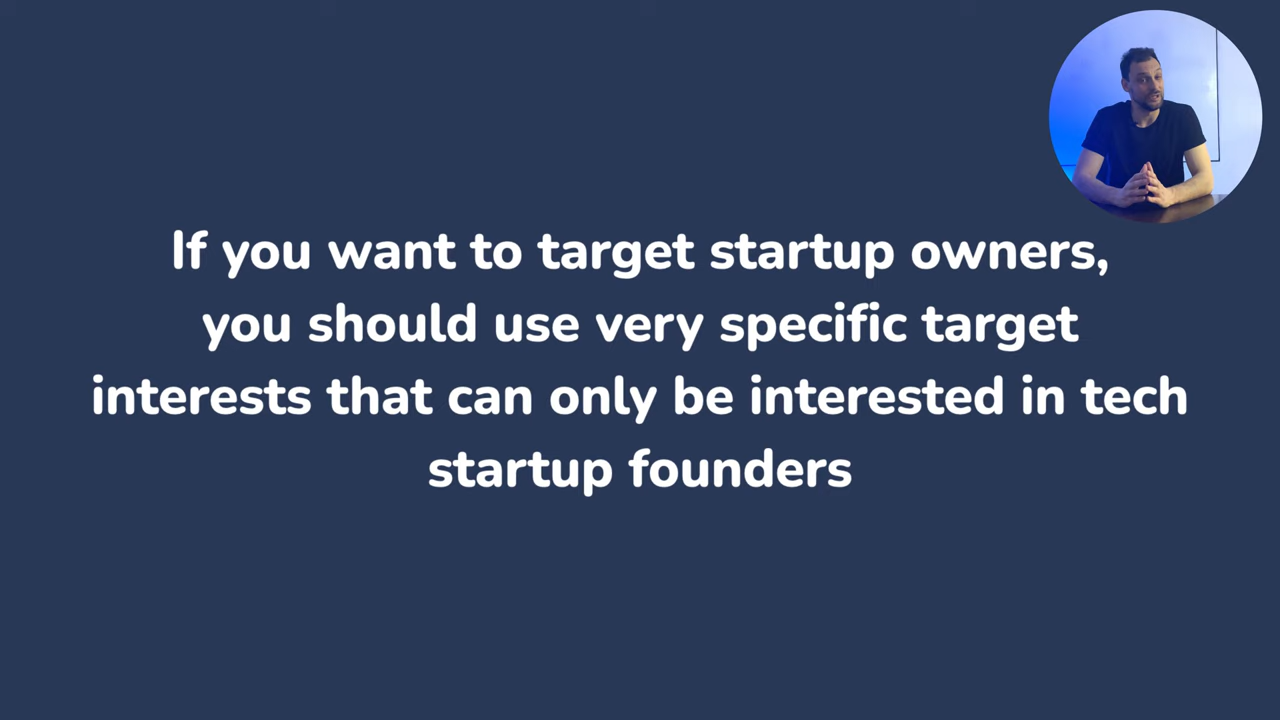 If you want to target startup owners,
you should use very specific target
interests that can only be interested in tech
startup founders